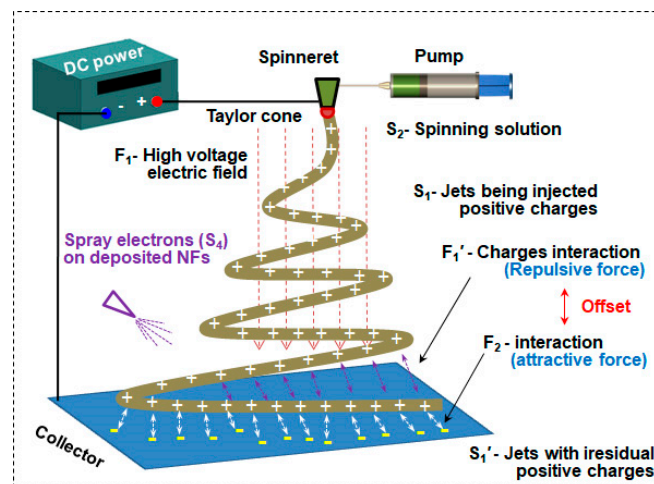 DC power
- +
Spinneret
Pump
Taylor cone
S2- Spinning solution
F1- High voltage
electric field
S1- Jets being injected
positive charges
Spray electrons (S4)
on deposited NFs
F1′ - Charges interaction
(Repulsive force)
Offset
F2 - interaction
(attractive force)
Collector
S1′ - Jets with iresidual
positive charges